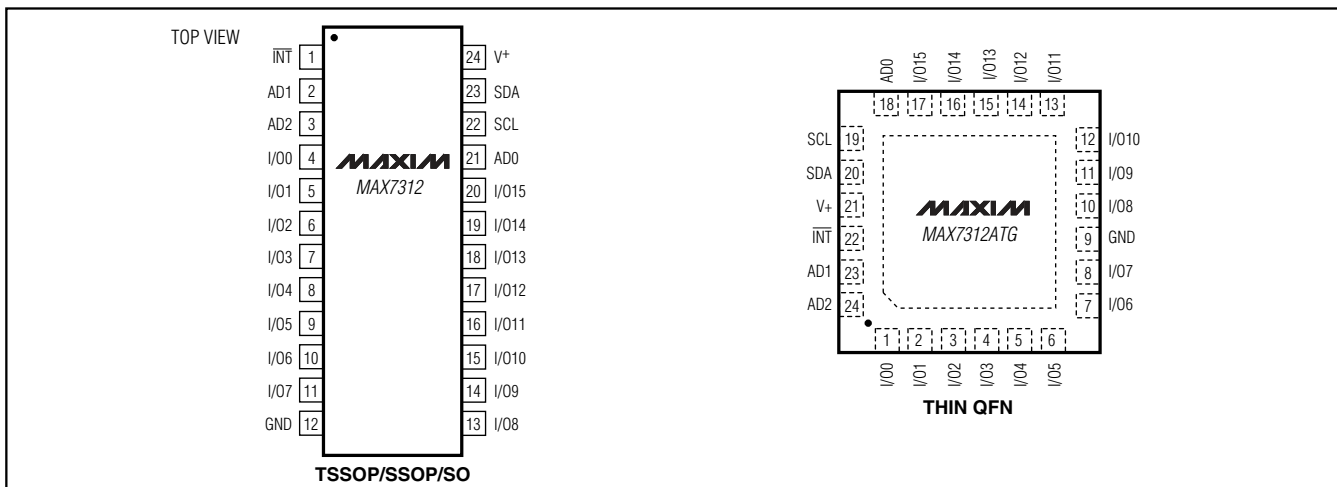 TOP VIEW
INT 1
AD1 2
AD2 3
I/O0 4
I/O1 5
I/O2 6
I/O3 7
I/O4 8
I/O5 9
I/O6 10
I/O7 11
GND 12
MAXIM
MAX7312
24 V+
23 SDA
22 SCL
21 AD0
20 I/O15
19 I/O14
18 I/O13
17 I/O12
16 I/O11
15 I/O10
14 I/O9
13 I/O8
TSSOP/SSOP/SO
AD0 I/O15 I/O14 I/O13 I/O12 I/O11
18 17 16 15 14 13
SCL 19
SDA 20
V+ 21
INT 22
AD1 23
AD2 24
MAXIM
MAX7312ATG
12 I/O10
11 I/O9
10 I/O8
9 GND
8 I/O7
7 I/O6
1 2 3 4 5 6
I/O0 I/O1 I/O2 I/O3 I/O4 I/O5
THIN QFN